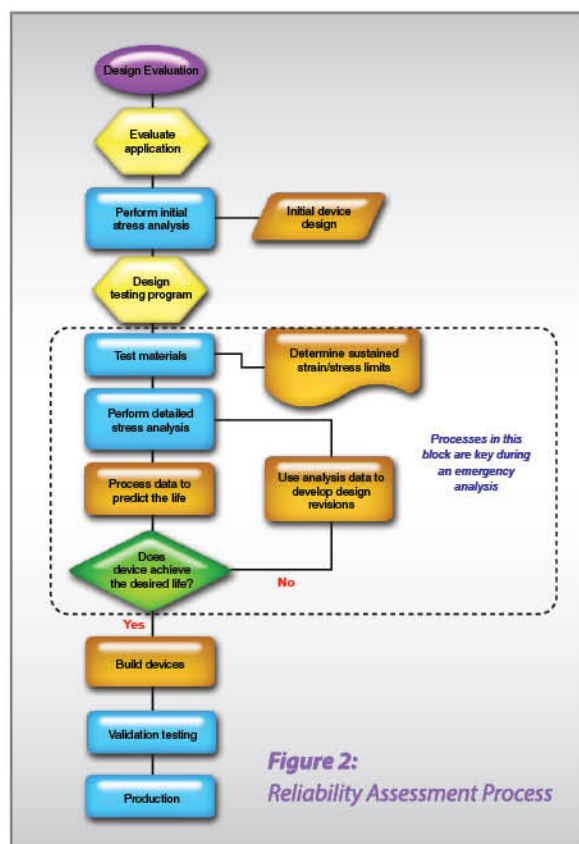 Design Evaluation
Evaluate
application
Perform initial
stress analysis
Initial device
design
Design
testing program
Test materials
Determine sustained
strain/stress limits
Perform detailed
stress analysis
Processes in this
block are key during
an emergency
analysis
Process data to
predict the life
Use analysis data to
develop design
revisions
Does
device achieve
the desired life?
No
Yes
Build devices
Validation testing
Production
Figure 2:
Reliability Assessment Process